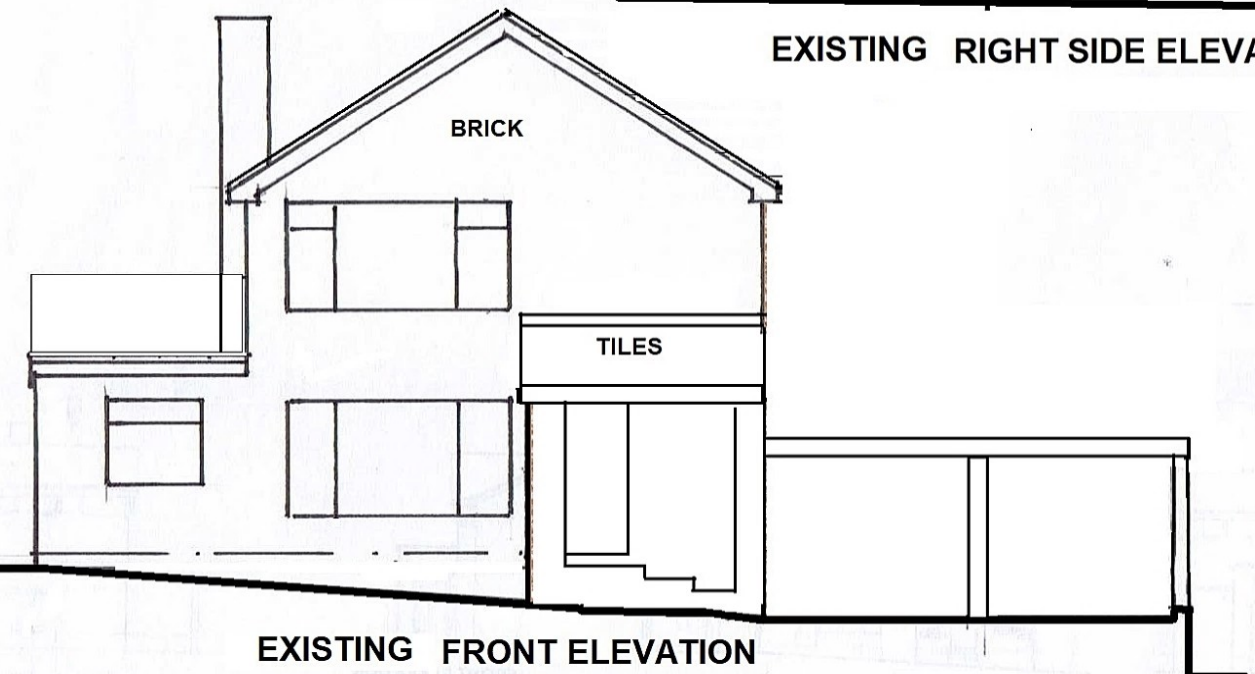 EXISTING RIGHT SIDE ELEVA
BRICK
TILES
EXISTING FRONT ELEVATION